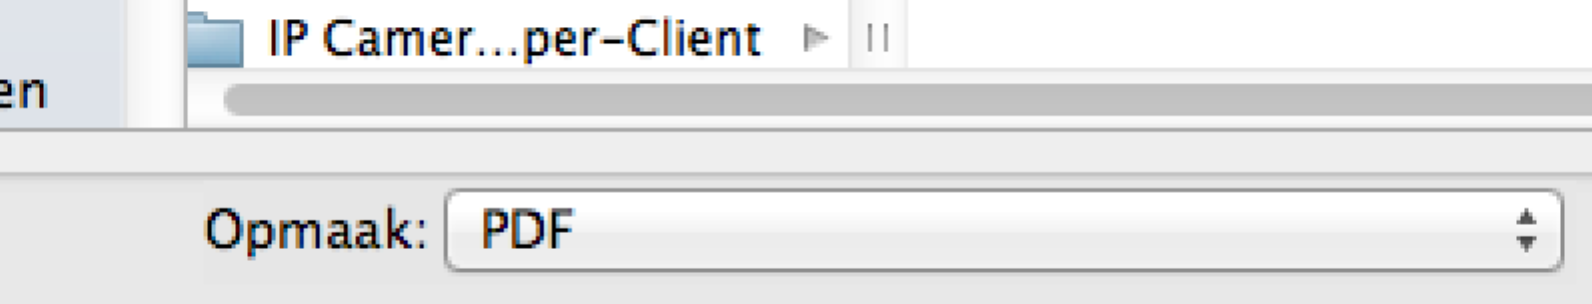 IP Camer...per-Client
en
Opmaak: PDF